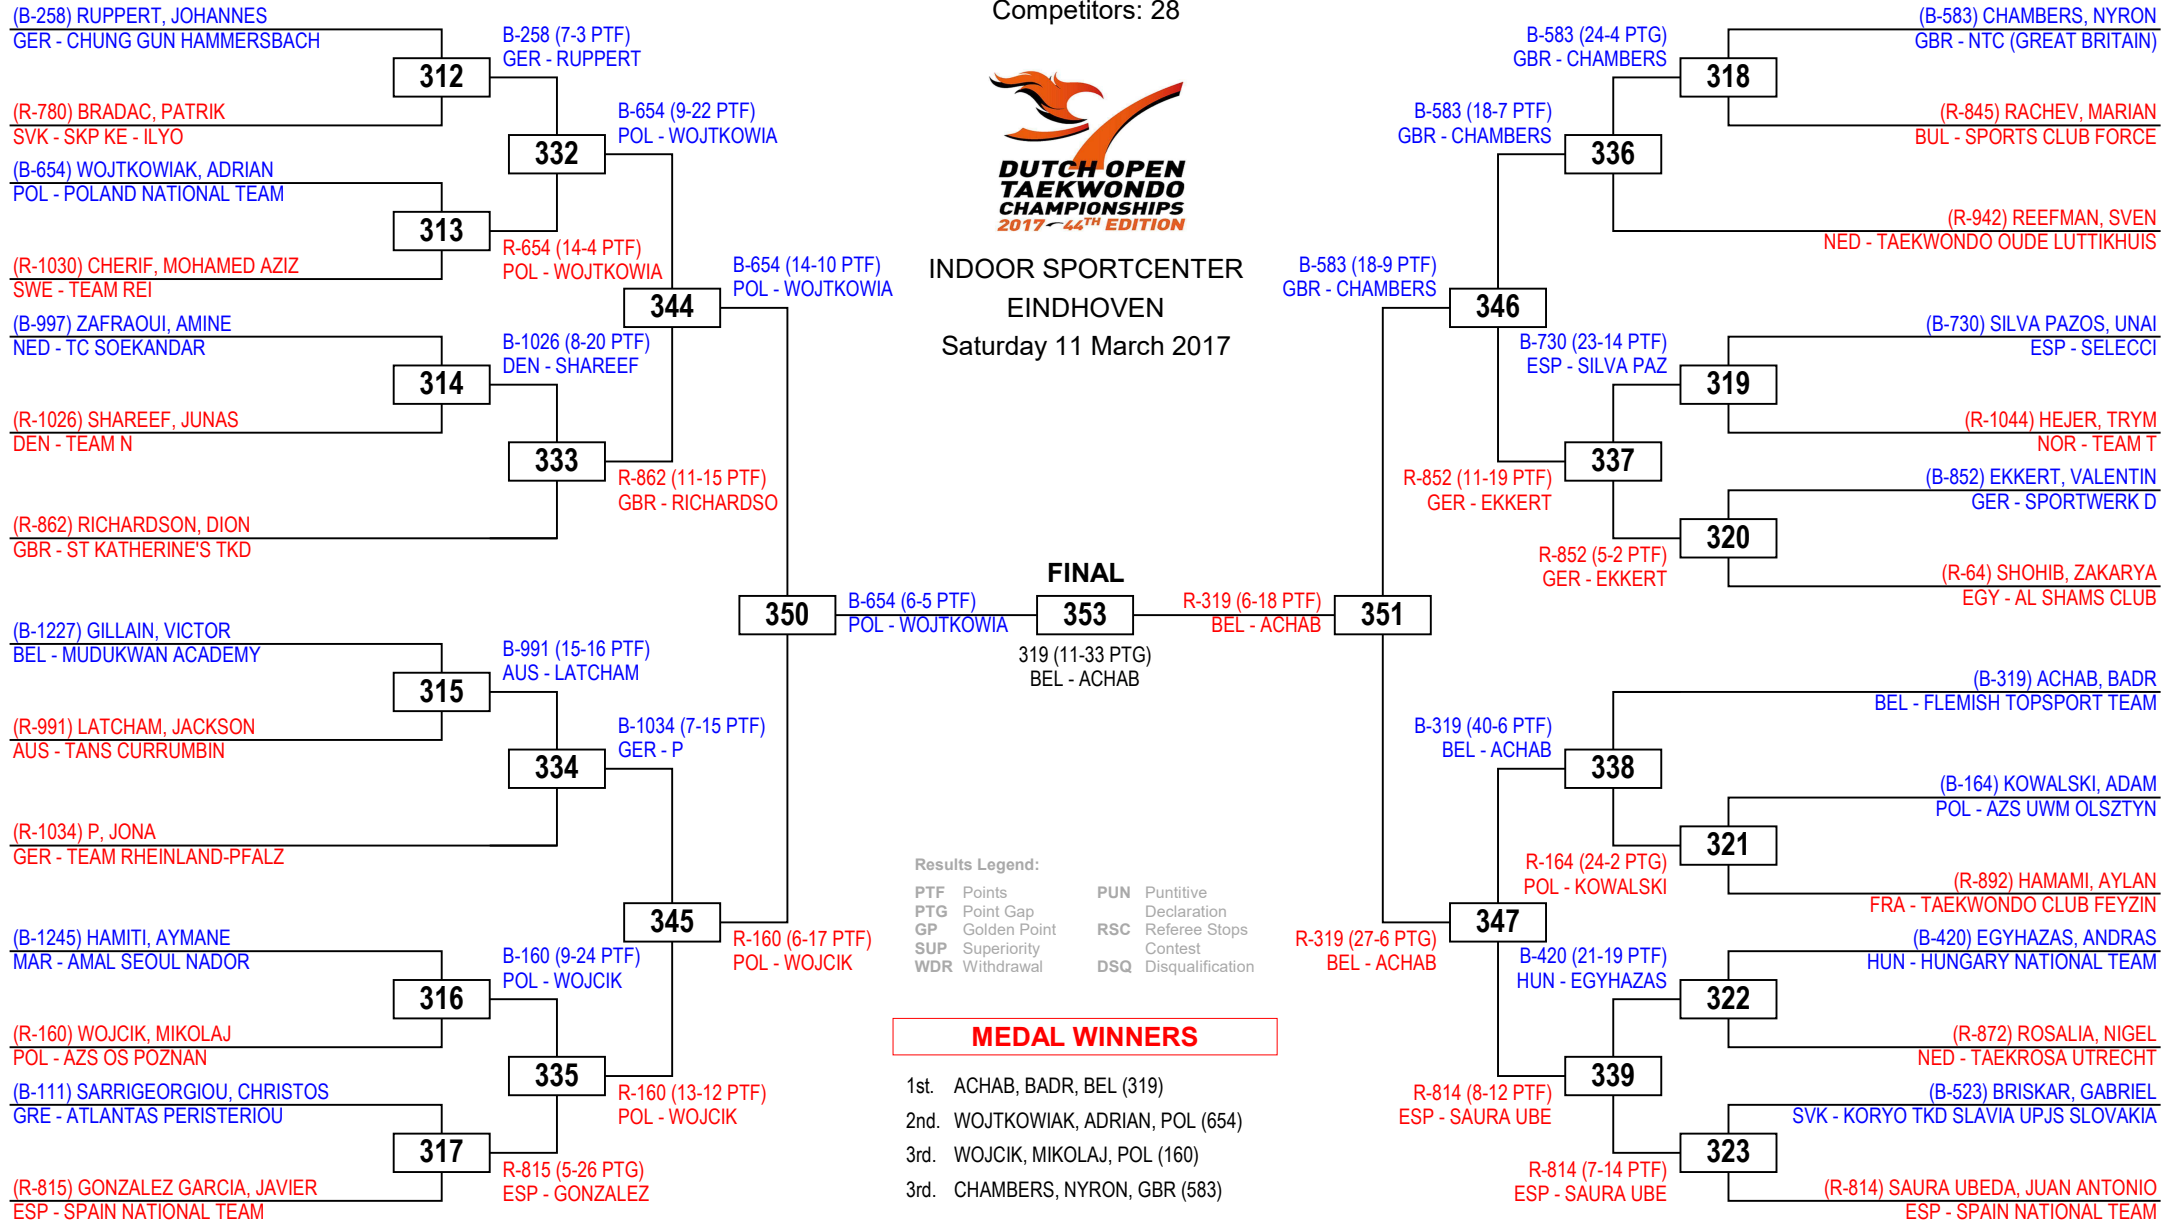 Competitors: 28
DUTCH OPEN
TAEKWONDO
CHAMPIONSHIPS
2017 44TH EDITION
INDOOR SPORTCENTER
EINDHOVEN
Saturday 11 March 2017
(B-258) RUPPERT, JOHANNES
GER - CHUNG GUN HAMMERSBACH
312
(R-780) BRADAC, PATRIK
SVK - SKP KE - ILYO
(B-654) WOJTKOWIAK, ADRIAN
POL - POLAND NATIONAL TEAM
313
(R-1030) CHERIF, MOHAMED AZIZ
SWE - TEAM REI
(B-997) ZAFRAOUI, AMINE
NED - TC SOEKANDAR
314
(R-1026) SHAREEF, JUNAS
DEN - TEAM N
(R-862) RICHARDSON, DION
GBR - ST KATHERINE'S TKD
(B-1227) GILLAIN, VICTOR
BEL - MUDUKWAN ACADEMY
315
(R-991) LATCHAM, JACKSON
AUS - TANS CURRUMBIN
(R-1034) P, JONA
GER - TEAM RHEINLAND-PFALZ
(B-1245) HAMITI, AYMANE
MAR - AMAL SEOUL NADOR
316
(R-160) WOJCIK, MIKOLAJ
POL - AZS OS POZNAN
(B-111) SARRIGEORGIOU, CHRISTOS
GRE - ATLANTAS PERISTERIOU
317
(R-815) GONZALEZ GARCIA, JAVIER
ESP - SPAIN NATIONAL TEAM
B-258 (7-3 PTF)
GER - RUPPERT
332
R-654 (14-4 PTF)
POL - WOJTKOWIA
B-1026 (8-20 PTF)
DEN - SHAREEF
333
B-991 (15-16 PTF)
AUS - LATCHAM
334
B-160 (9-24 PTF)
POL - WOJCIK
335
R-815 (5-26 PTG)
ESP - GONZALEZ
B-654 (9-22 PTF)
POL - WOJTKOWIA
344
R-862 (11-15 PTF)
GBR - RICHARDSO
B-1034 (7-15 PTF)
GER - P
345
R-160 (13-12 PTF)
POL - WOJCIK
B-654 (14-10 PTF)
POL - WOJTKOWIA
350
R-160 (6-17 PTF)
POL - WOJCIK
B-654 (6-5 PTF)
POL - WOJTKOWIA
FINAL
353
319 (11-33 PTG)
BEL - ACHAB
R-319 (6-18 PTF)
BEL - ACHAB
351
B-583 (18-9 PTF)
GBR - CHAMBERS
346
R-319 (27-6 PTG)
BEL - ACHAB
347
B-583 (18-7 PTF)
GBR - CHAMBERS
336
R-852 (11-19 PTF)
GER - EKKERT
337
B-319 (40-6 PTF)
BEL - ACHAB
338
R-814 (8-12 PTF)
ESP - SAURA UBE
339
B-583 (24-4 PTG)
GBR - CHAMBERS
B-730 (23-14 PTF)
ESP - SILVA PAZ
R-852 (5-2 PTF)
GER - EKKERT
R-164 (24-2 PTG)
POL - KOWALSKI
B-420 (21-19 PTF)
HUN - EGYHAZAS
R-814 (7-14 PTF)
ESP - SAURA UBE
(B-583) CHAMBERS, NYRON
GBR - NTC (GREAT BRITAIN)
318
(R-845) RACHEV, MARIAN
BUL - SPORTS CLUB FORCE
(R-942) REEFMAN, SVEN
NED - TAEKWONDO OUDE LUTTIKHUIS
(B-730) SILVA PAZOS, UNAI
ESP - SELECCI
319
(R-1044) HEJER, TRYM
NOR - TEAM T
(B-852) EKKERT, VALENTIN
GER - SPORTWERK D
320
(R-64) SHOHIB, ZAKARYA
EGY - AL SHAMS CLUB
(B-319) ACHAB, BADR
BEL - FLEMISH TOPSPORT TEAM
(B-164) KOWALSKI, ADAM
POL - AZS UWM OLSZTYN
321
(R-892) HAMAMI, AYLAN
FRA - TAEKWONDO CLUB FEYZIN
(B-420) EGYHAZAS, ANDRAS
HUN - HUNGARY NATIONAL TEAM
322
(R-872) ROSALIA, NIGEL
NED - TAEKROSA UTRECHT
(B-523) BRISKAR, GABRIEL
SVK - KORYO TKD SLAVIA UPJS SLOVAKIA
323
(R-814) SAURA UBEDA, JUAN ANTONIO
ESP - SPAIN NATIONAL TEAM
Results Legend:
PTF Points PUN Puntitive
PTG Point Gap Declaration
GP Golden Point RSC Referee Stops
SUP Superiority Contest
WDR Withdrawal DSQ Disqualification
MEDAL WINNERS
1st. ACHAB, BADR, BEL (319)
2nd. WOJTKOWIAK, ADRIAN, POL (654)
3rd. WOJCIK, MIKOLAJ, POL (160)
3rd. CHAMBERS, NYRON, GBR (583)